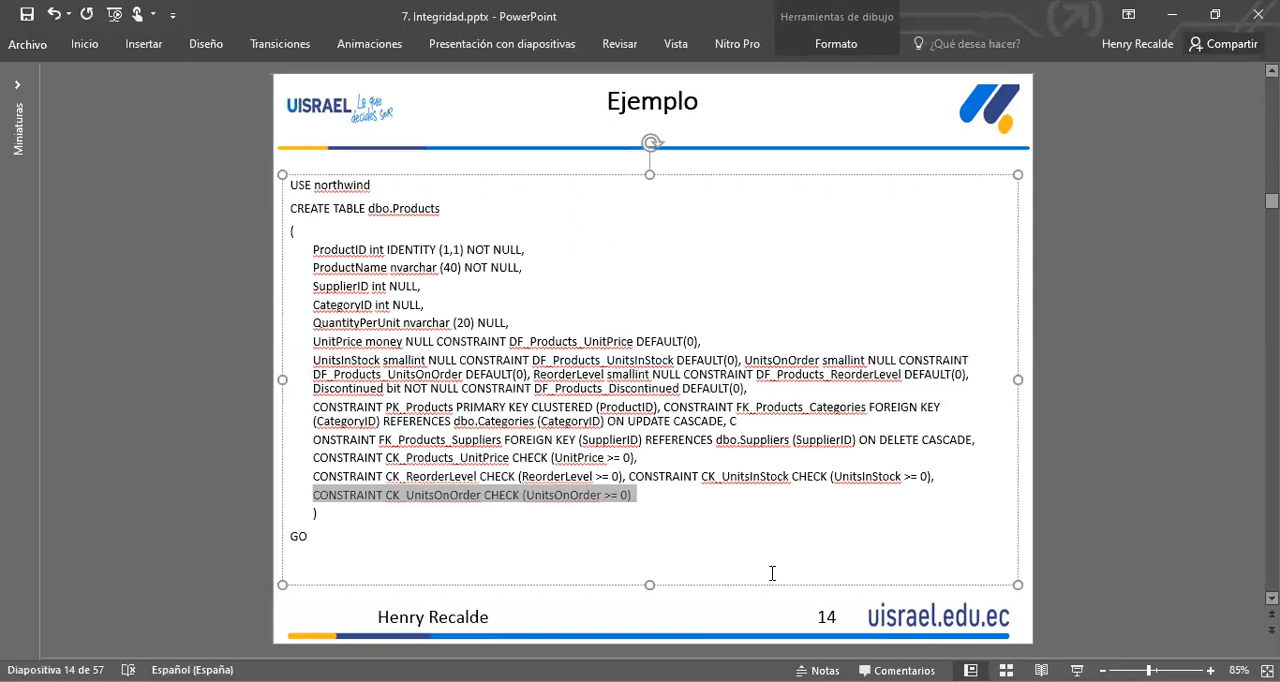 7. Integridad.pptx - PowerPoint
Herramientas de dibujo
Archivo Inicio Insertar Diseño Transiciones Animaciones Presentación con diapositivas Revisar Vista Nitro Pro Formato ¿Qué desea hacer? Henry Recalde Compartir
Miniaturas
UISRAEL La que decides ser
Ejemplo
USE northwind
CREATE TABLE dbo.Products
(
ProductID int IDENTITY (1,1) NOT NULL,
ProductName nvarchar (40) NOT NULL,
SupplierID int NULL,
CategoryID int NULL,
QuantityPerUnit nvarchar (20) NULL,
UnitPrice money NULL CONSTRAINT DF_Products_UnitPrice DEFAULT(0),
UnitsInStock smallint NULL CONSTRAINT DF_Products_UnitsInStock DEFAULT(0), UnitsOnOrder smallint NULL CONSTRAINT
DF_Products_UnitsOnOrder DEFAULT(0), ReorderLevel smallint NULL CONSTRAINT DF_Products_ReorderLevel DEFAULT(0),
Discontinued bit NOT NULL CONSTRAINT DF_Products_Discontinued DEFAULT(0),
CONSTRAINT PK_Products PRIMARY KEY CLUSTERED (ProductID), CONSTRAINT FK_Products_Categories FOREIGN KEY
(CategoryID) REFERENCES dbo.Categories (CategoryID) ON UPDATE CASCADE, C
ONSTRAINT FK_Products_Suppliers FOREIGN KEY (SupplierID) REFERENCES dbo.Suppliers (SupplierID) ON DELETE CASCADE,
CONSTRAINT CK_Products_UnitPrice CHECK (UnitPrice >= 0),
CONSTRAINT CK_ReorderLevel CHECK (ReorderLevel >= 0), CONSTRAINT CK_UnitsInStock CHECK (UnitsInStock >= 0),
CONSTRAINT CK_UnitsOnOrder CHECK (UnitsOnOrder >= 0)
)
GO
Henry Recalde 14 uisrael.edu.ec
Diapositiva 14 de 57 Español (España) Notas Comentarios 85%